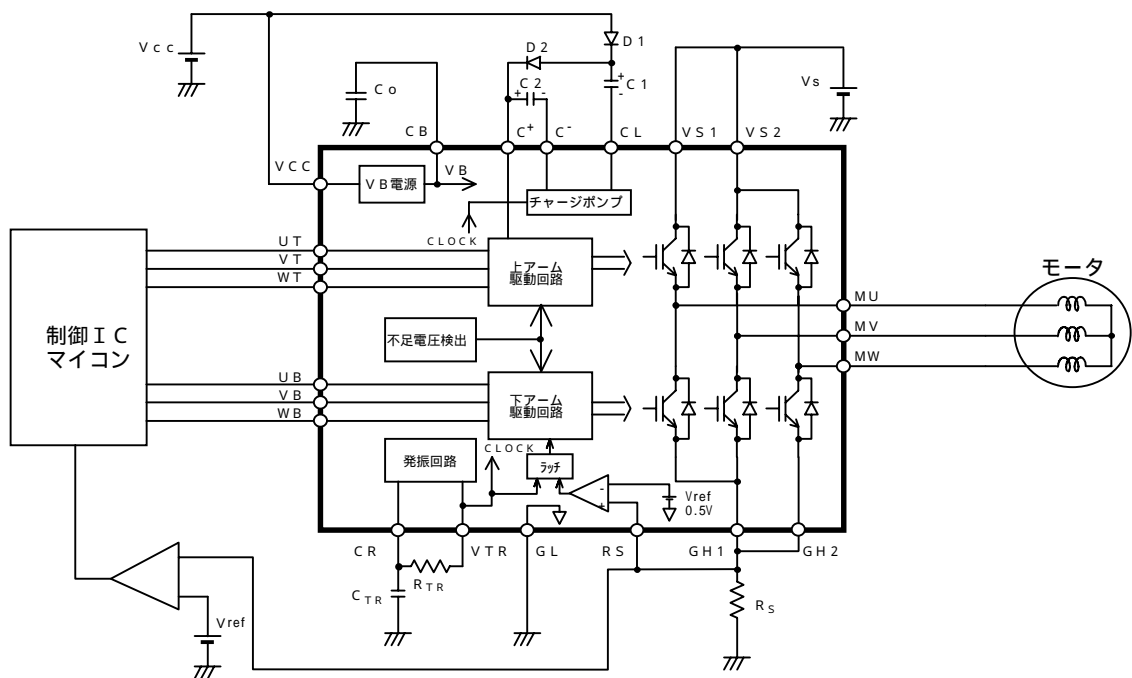 Vcc
D1
D2
C2
+
-
+
-
C1
Co
Vs
CB
C+
C-
CL
VS1
VS2
VCC
VB電源
VB
チャージポンプ
CLOCK
UT
VT
WT
上アーム
駆動回路
モータ
MU
MV
MW
制御IC
マイコン
不足電圧検出
UB
VB
WB
下アーム
駆動回路
発振回路
CLOCK
ラッチ
-
+
Vref
0.5V
CR
VTR
GL
RS
GH1
GH2
RTR
CTR
RS
Vref